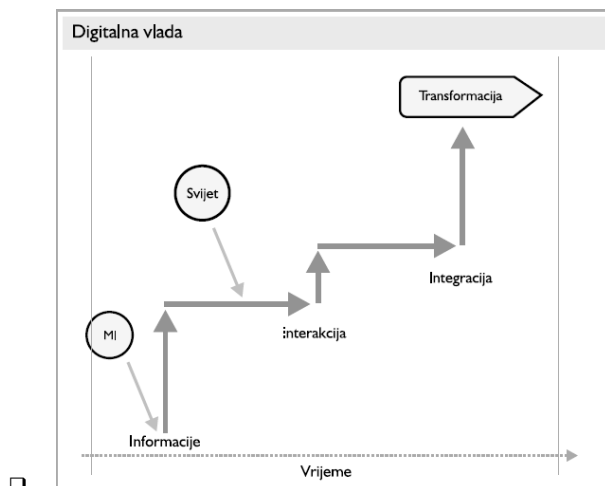 Digitalna vlada
Transformacija
Svijet
Integracija
MI
interakcija
Informacije
Vrijeme